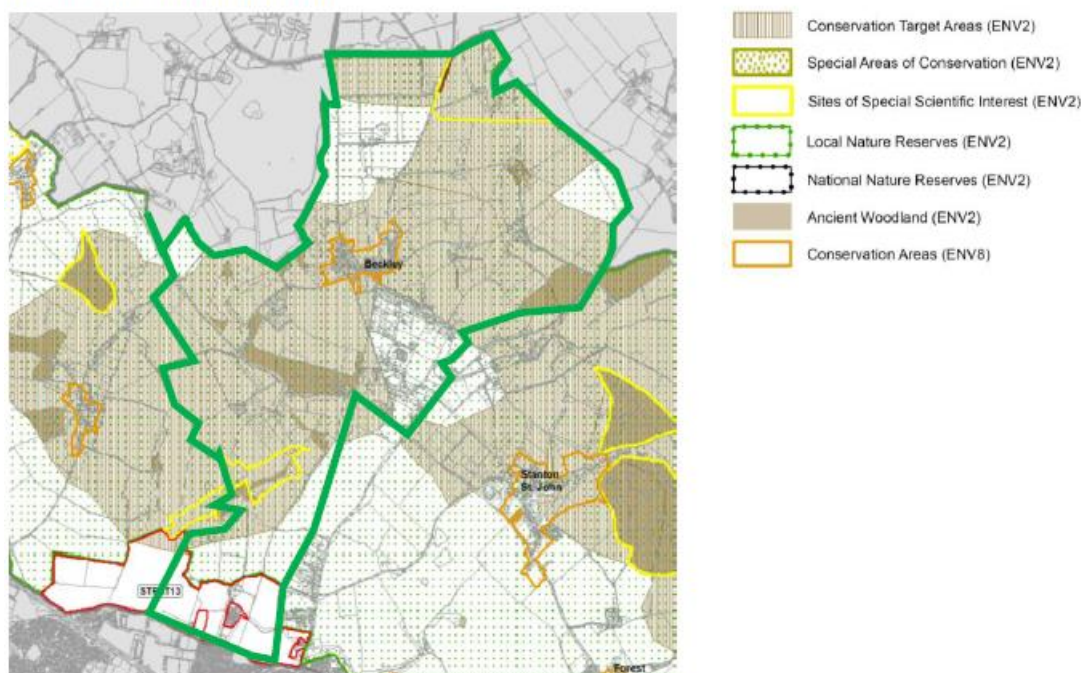 Conservation Target Areas (ENV2)
Special Areas of Conservation (ENV2)
Sites of Special Scientific Interest (ENV2)
Local Nature Reserves (ENV2)
National Nature Reserves (ENV2)
Ancient Woodland (ENV2)
Conservation Areas (ENV8)
Beckley
Stanton
St. John
Forest